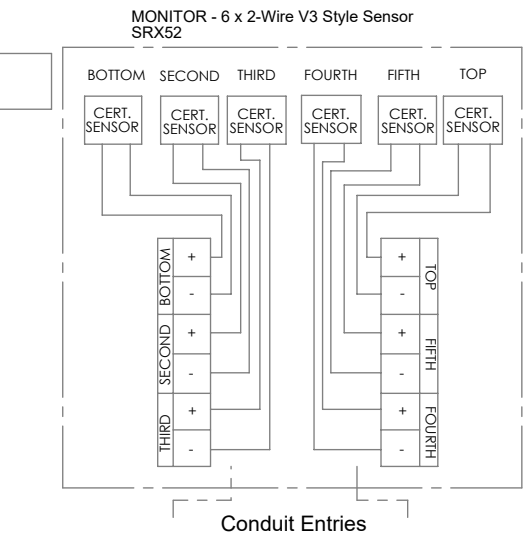 MONITOR - 6 x 2-Wire V3 Style Sensor
SRX52
BOTTOM SECOND THIRD FOURTH FIFTH TOP
CERT. SENSOR
CERT. SENSOR
CERT. SENSOR
CERT. SENSOR
CERT. SENSOR
CERT. SENSOR
BOTTOM
+
-
SECOND
+
-
THIRD
+
-
+
-
TOP
+
-
FIFTH
+
-
FOURTH
Conduit Entries